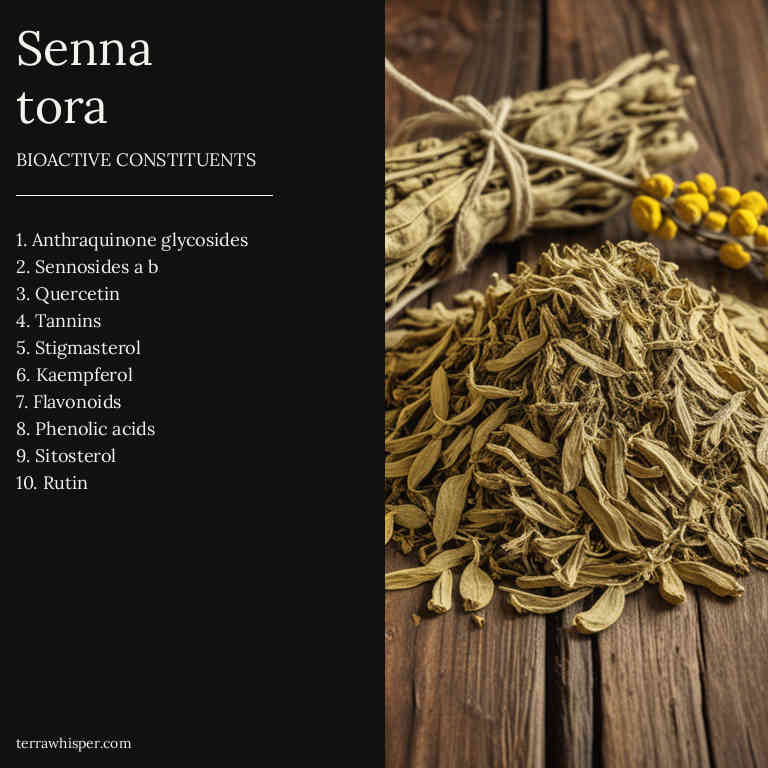 Senna
tora
BIOACTIVE CONSTITUENTS
1. Anthraquinone glycosides
2. Sennosides a b
3. Quercetin
4. Tannins
5. Stigmasterol
6. Kaempferol
7. Flavonoids
8. Phenolic acids
9. Sitosterol
10. Rutin
terrawhisper.com